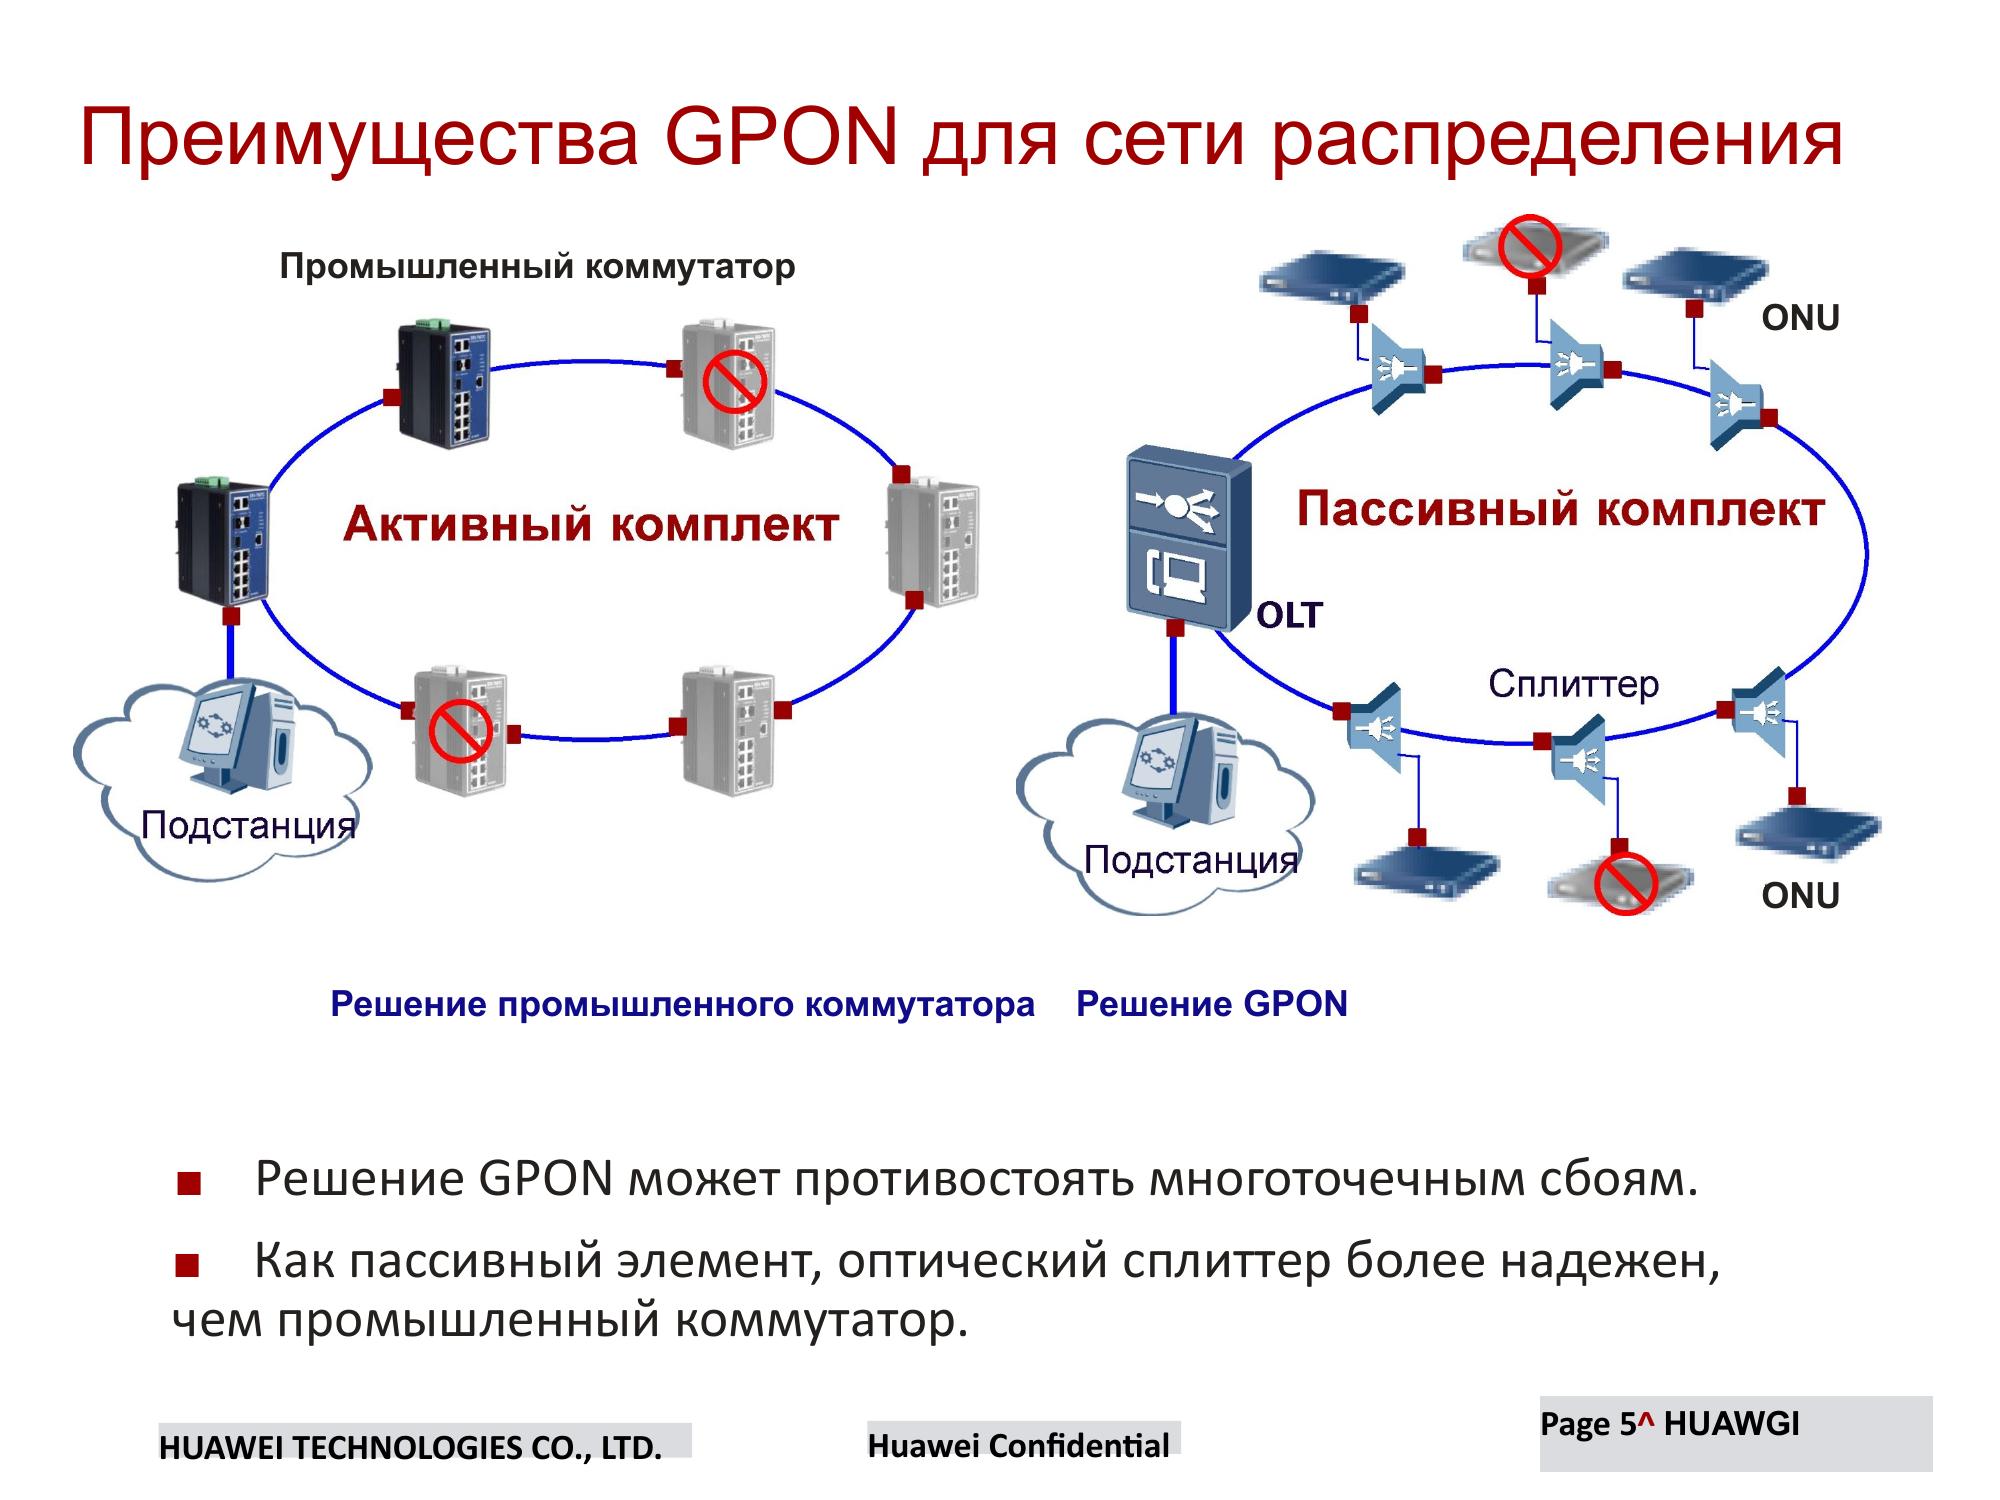 Преимущества GPON для сети распределения
Промышленный коммутатор
ONU
Активный комплект
Пассивный комплект
OLT
Сплиттер
Подстанция
Подстанция
ONU
Решение промышленного коммутатора
Решение GPON
■ Решение GPON может противостоять многоточечным сбоям.
■ Как пассивный элемент, оптический сплиттер более надежен,
чем промышленный коммутатор.
HUAWEI TECHNOLOGIES CO., LTD.
Huawei Confidential
Page 5^ HUAWGI